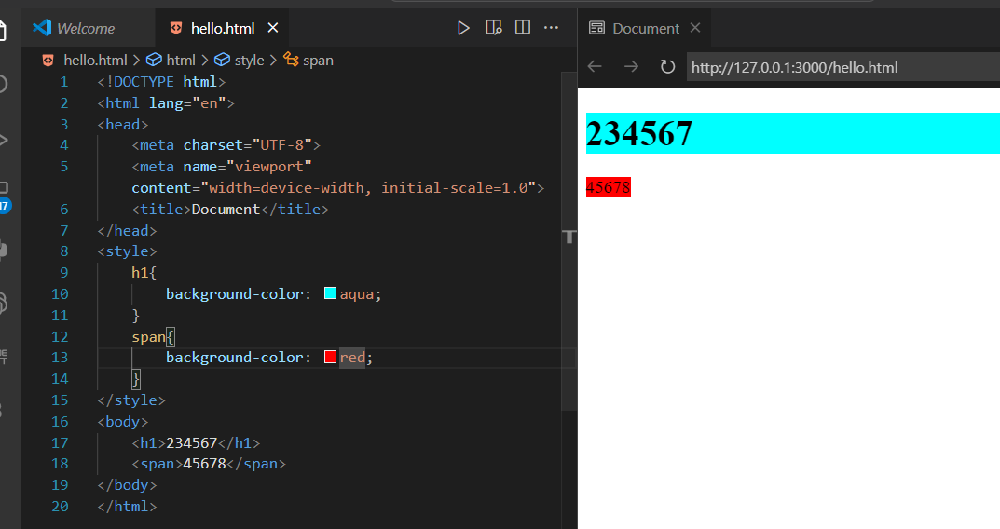 Welcome
hello.html
hello.html > html > style > span
1 <!DOCTYPE html>
2 <html lang="en">
3 <head>
4     <meta charset="UTF-8">
5     <meta name="viewport"
    content="width=device-width, initial-scale=1.0">
6     <title>Document</title>
7 </head>
8 <style>
9     h1{
10         background-color: aqua;
11     }
12     span{
13         background-color: red;
14     }
15 </style>
16 <body>
17     <h1>234567</h1>
18     <span>45678</span>
19 </body>
20 </html>
17
Document
http://127.0.0.1:3000/hello.html
234567
45678